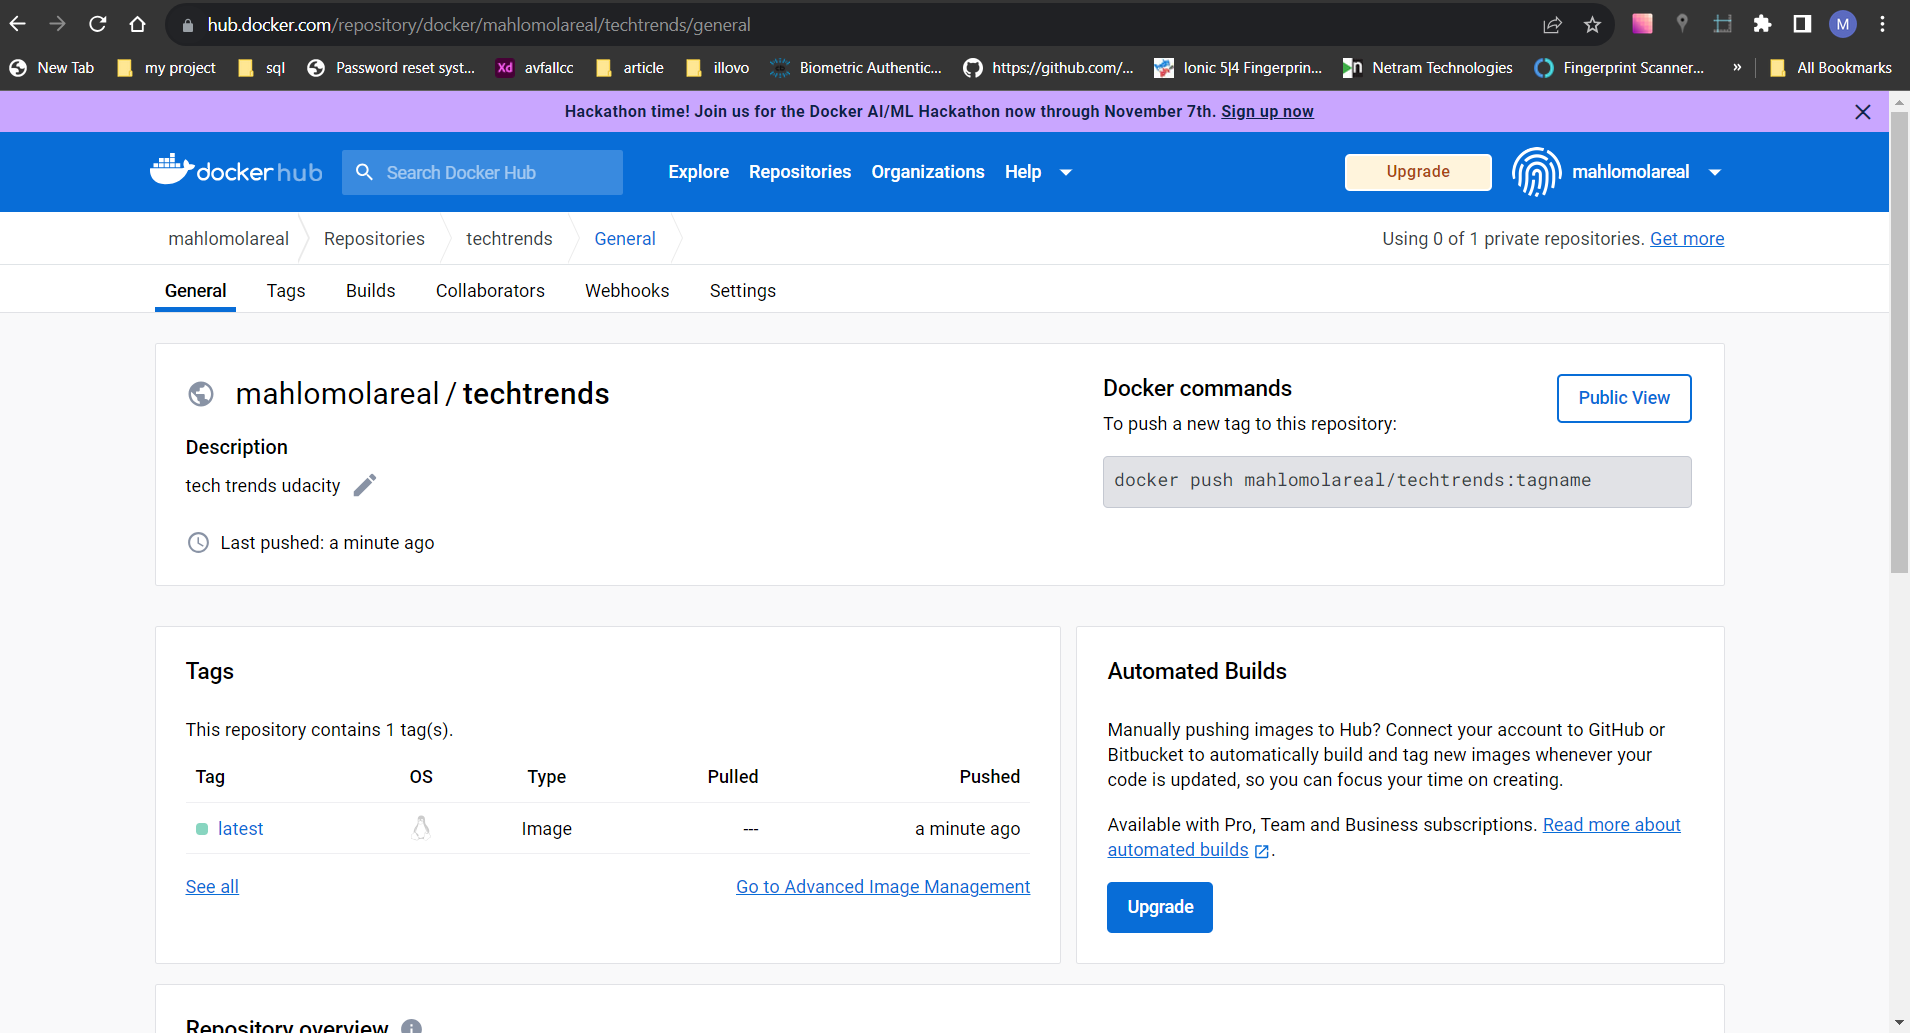 hub.docker.com/repository/docker/mahlomolareal/techtrends/general
M
New Tab
my project
sql
Password reset syst...
Xd
avfallcc
article
illovo
Biometric Authentic...
https://github.com/...
Ionic 5|4 Fingerprin...
n
Netram Technologies
Fingerprint Scanner...
»
All Bookmarks
Hackathon time! Join us for the Docker AI/ML Hackathon now through November 7th. Sign up now
dockerhub
Search Docker Hub
Explore
Repositories
Organizations
Help
Upgrade
mahlomolareal
mahlomolareal
Repositories
techtrends
General
Using 0 of 1 private repositories. Get more
General
Tags
Builds
Collaborators
Webhooks
Settings
mahlomolareal / techtrends
Description
tech trends udacity
Last pushed: a minute ago
Docker commands
Public View
To push a new tag to this repository:
docker push mahlomolareal/techtrends:tagname
Tags
This repository contains 1 tag(s).
Tag OS Type Pulled Pushed
latest Image --- a minute ago
See all
Go to Advanced Image Management
Automated Builds
Manually pushing images to Hub? Connect your account to GitHub or
Bitbucket to automatically build and tag new images whenever your
code is updated, so you can focus your time on creating.
Available with Pro, Team and Business subscriptions. Read more about
automated builds .
Upgrade
Repository overview